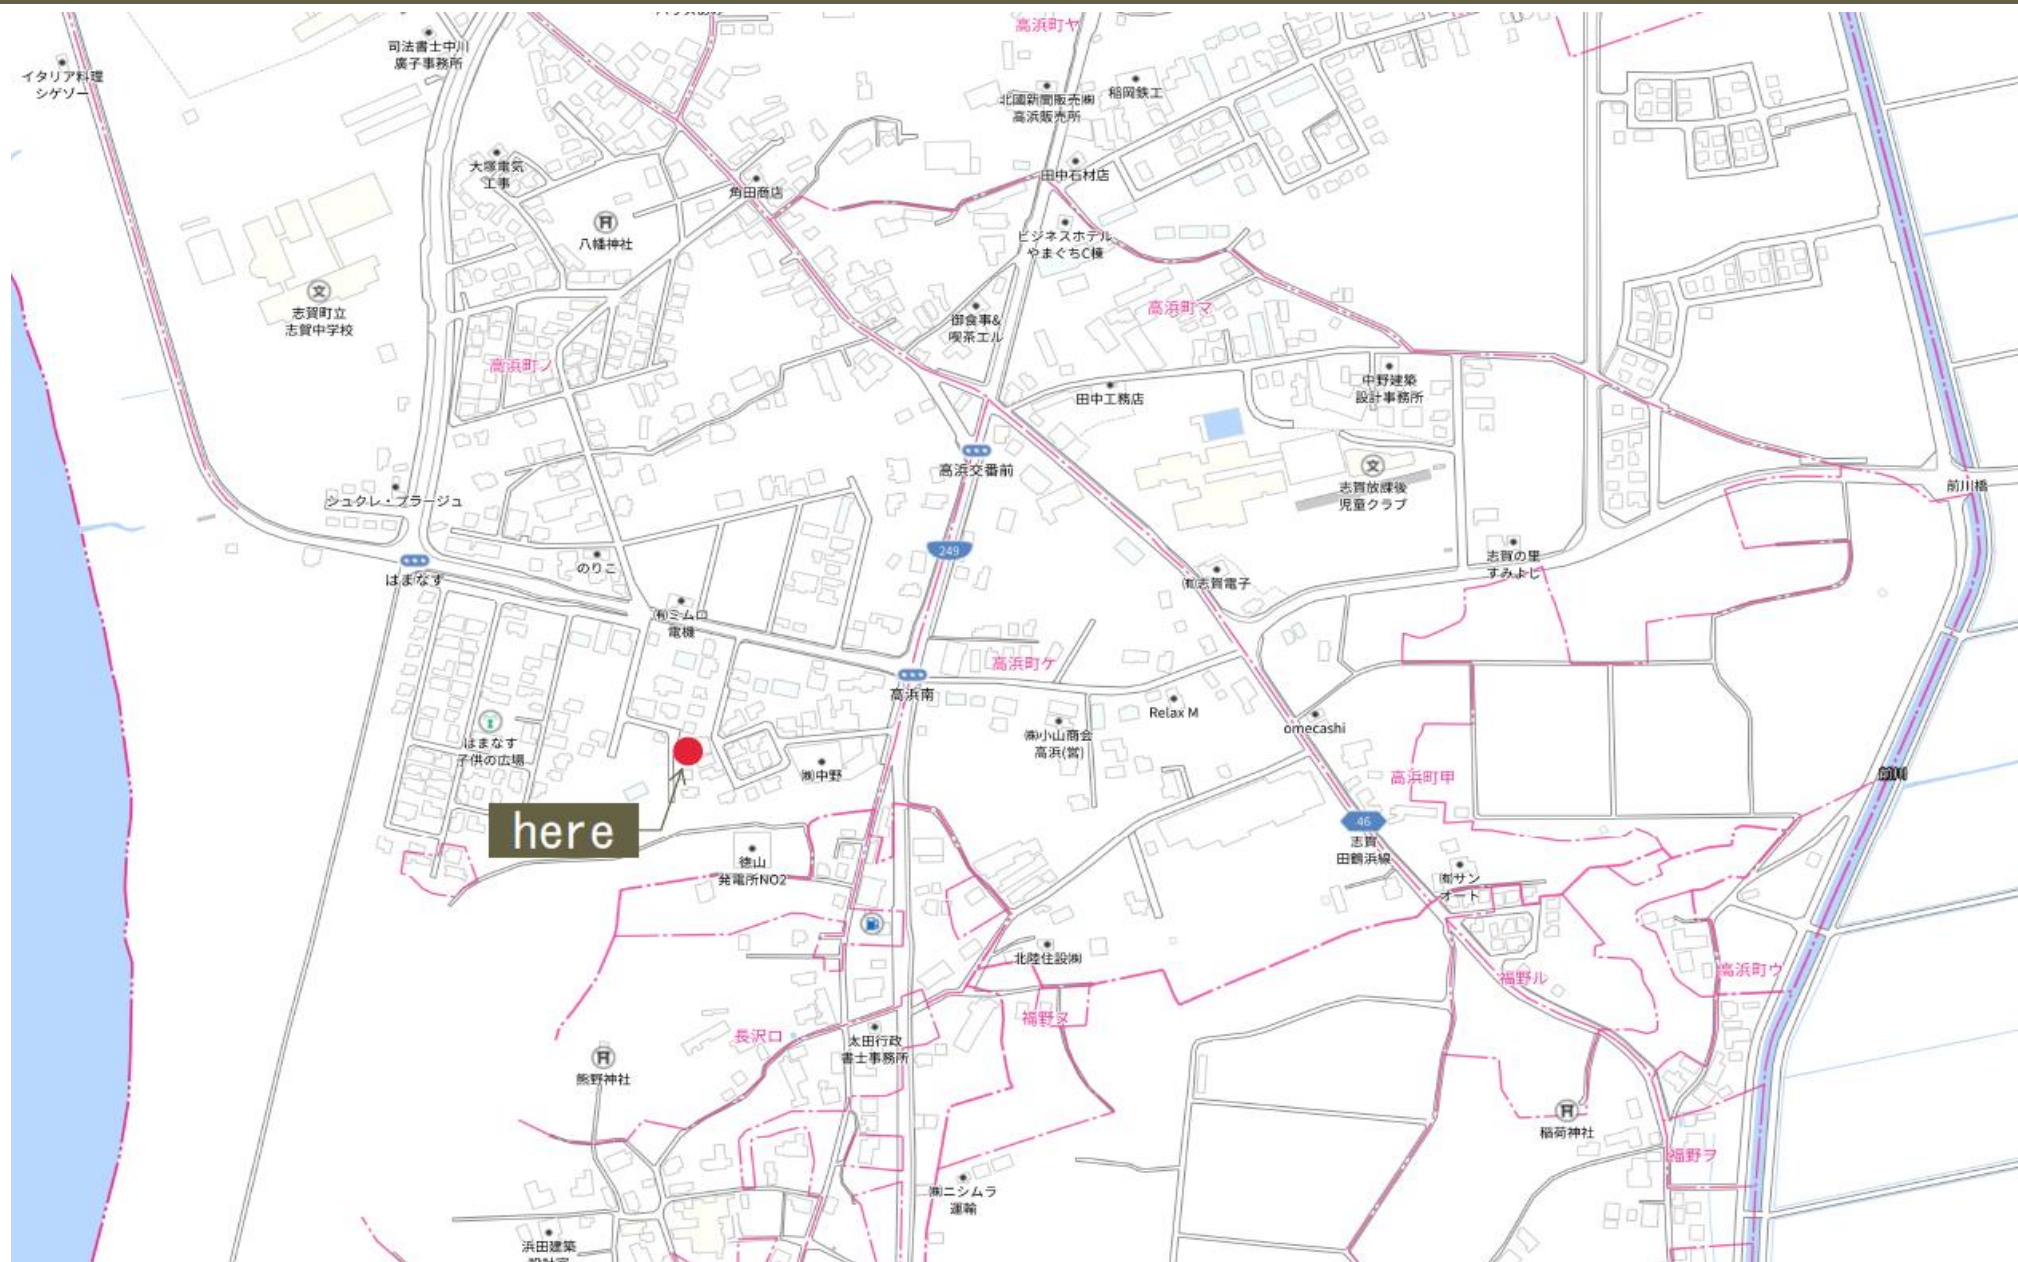 高浜町ヤ
司法書士中川
廣子事務所
イタリア料理
シゲゾー
北國新聞販売㈱
高浜販売所
稲岡鉄工
大塚電気
工事
角田商店
田中石材店
八幡神社
ビジネスホテル
やまぐちC棟
志賀町立
志賀中学校
高浜町マ
御食事&
喫茶エル
高浜町ノ
中野建築
設計事務所
田中工務店
高浜交番前
志賀放課後
児童クラブ
前川橋
シュクレ・プラージュ
249
はまなす
のりこ
志賀の里
すみよし
㈲志賀電子
㈲ミムロ
電機
高浜町ケ
高浜南
Relax M
omecashi
はまなす
子供の広場
㈱小山商会
高浜(営)
㈱中野
高浜町甲
前川
here
46
志賀
田鶴浜線
徳山
発電所NO2
㈲サン
オート
北陸住設㈱
福野ル
高浜町ウ
福野ヌ
長沢ロ
太田行政
書士事務所
熊野神社
稲荷神社
福野ヲ
㈱ニシムラ
運輸
浜田建築